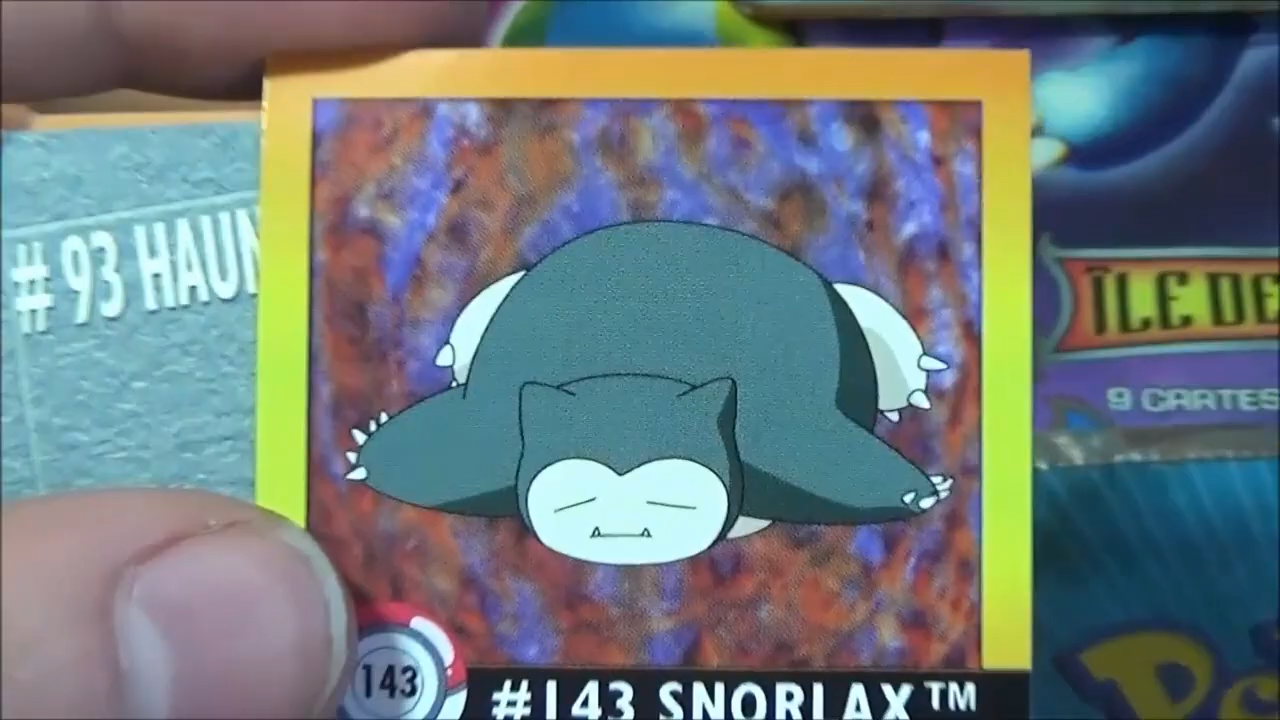 # 93 HAUN
ÎLE DE
9 CARTES
143
#143 SNORLAX™